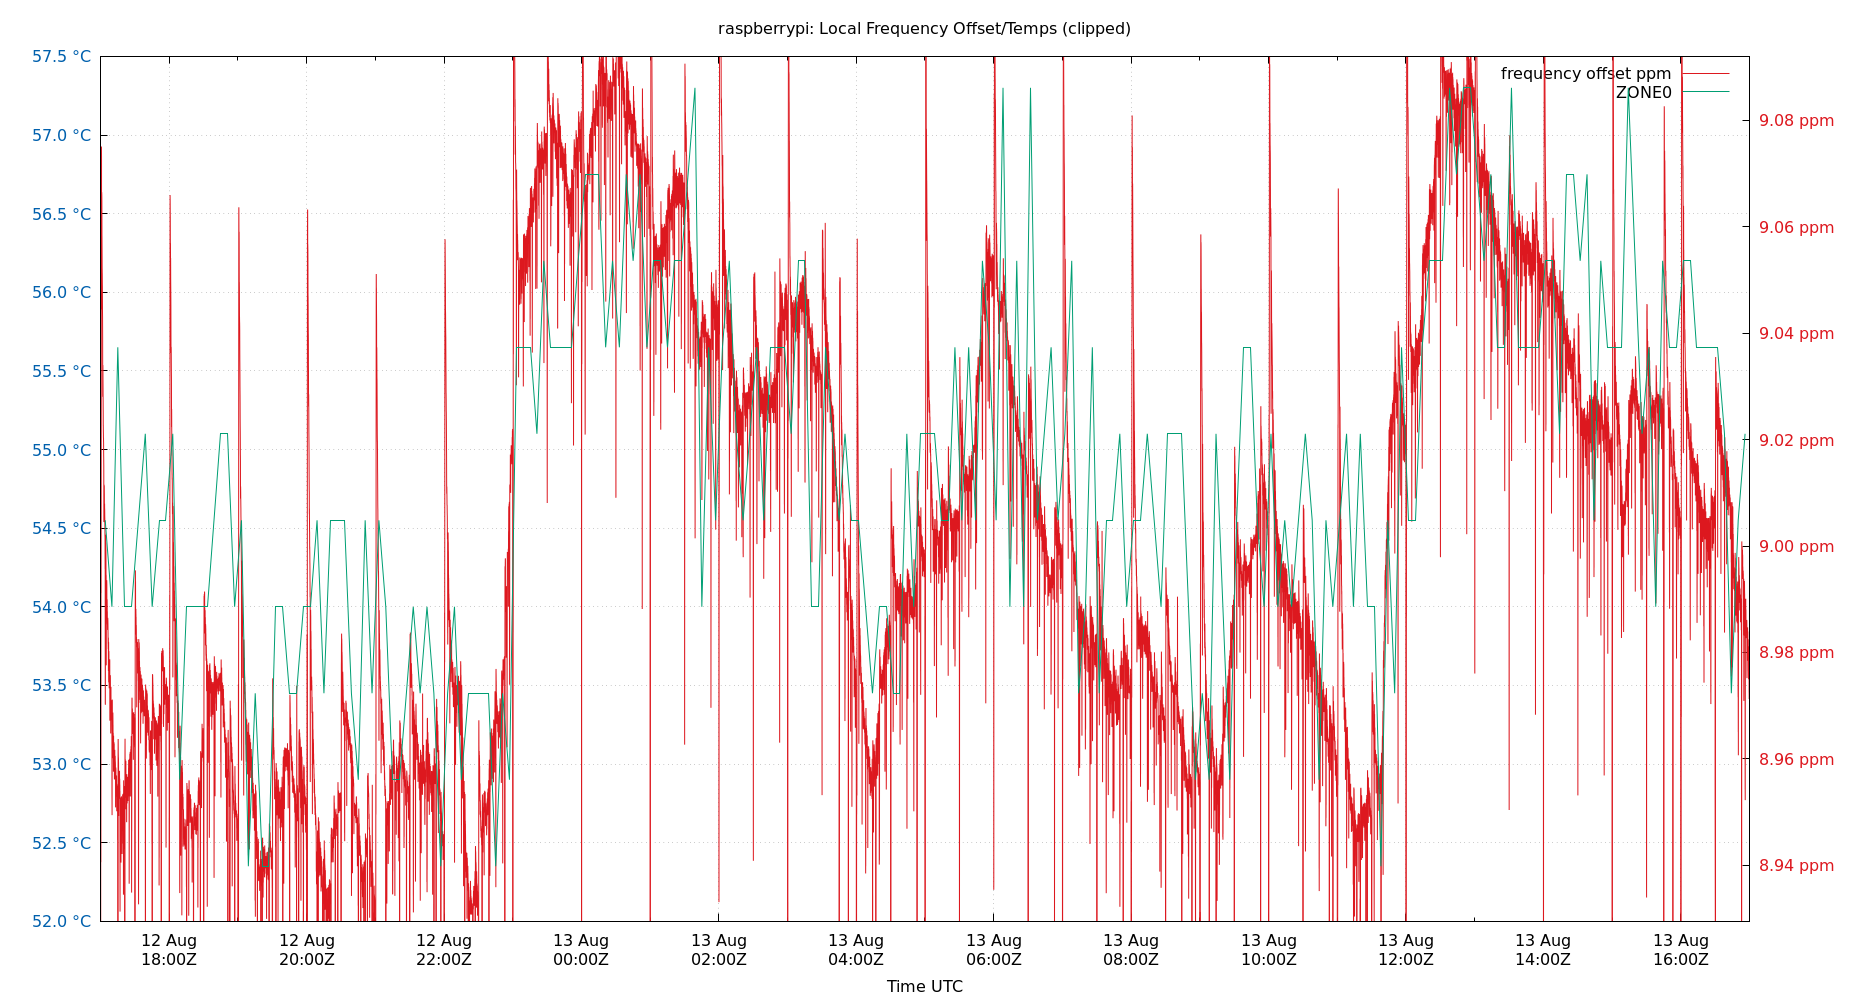 raspberrypi: Local Frequency Offset/Temps (clipped)
57.5 °C
57.0 °C
56.5 °C
56.0 °C
55.5 °C
55.0 °C
54.5 °C
54.0 °C
53.5 °C
53.0 °C
52.5 °C
52.0 °C
frequency offset ppm
ZONE0
9.08 ppm
9.06 ppm
9.04 ppm
9.02 ppm
9.00 ppm
8.98 ppm
8.96 ppm
8.94 ppm
12 Aug 12 Aug 12 Aug 13 Aug 13 Aug 13 Aug 13 Aug 13 Aug 13 Aug 13 Aug 13 Aug 13 Aug
18:00Z 20:00Z 22:00Z 00:00Z 02:00Z 04:00Z 06:00Z 08:00Z 10:00Z 12:00Z 14:00Z 16:00Z
Time UTC